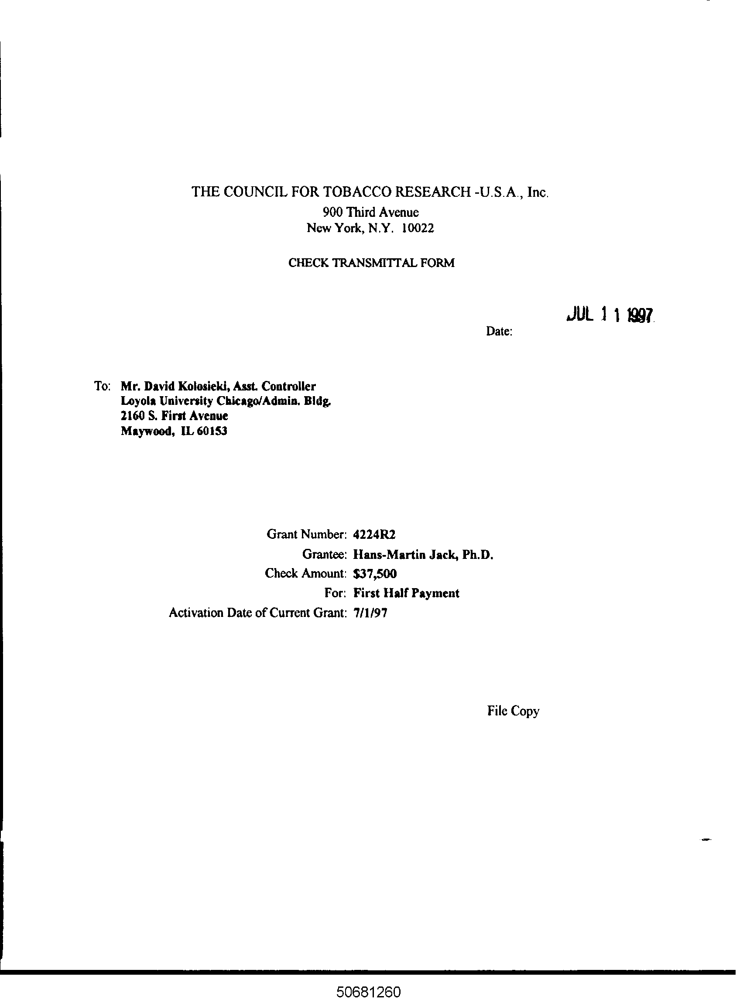 THE COUNCIL FOR TOBACCO RESEARCH -U.S.A., Inc.
900 Third Avenue
New York, N.Y. 10022
CHECK TRANSMITTAL FORM
JUL 11 1997
Date:
To: Mr. David Kolosieki, Asst. Controller
Loyola University Chicago/Admin. Bldg.
2160 S. First Avenue
Maywood, IL 60153
Grant Number: 4224R2
Grantee: Hans-Martin Jack, Ph.D.
Check Amount: $37,500
For: First Half Payment
Activation Date of Current Grant: 7/1/97
File Copy
50681260